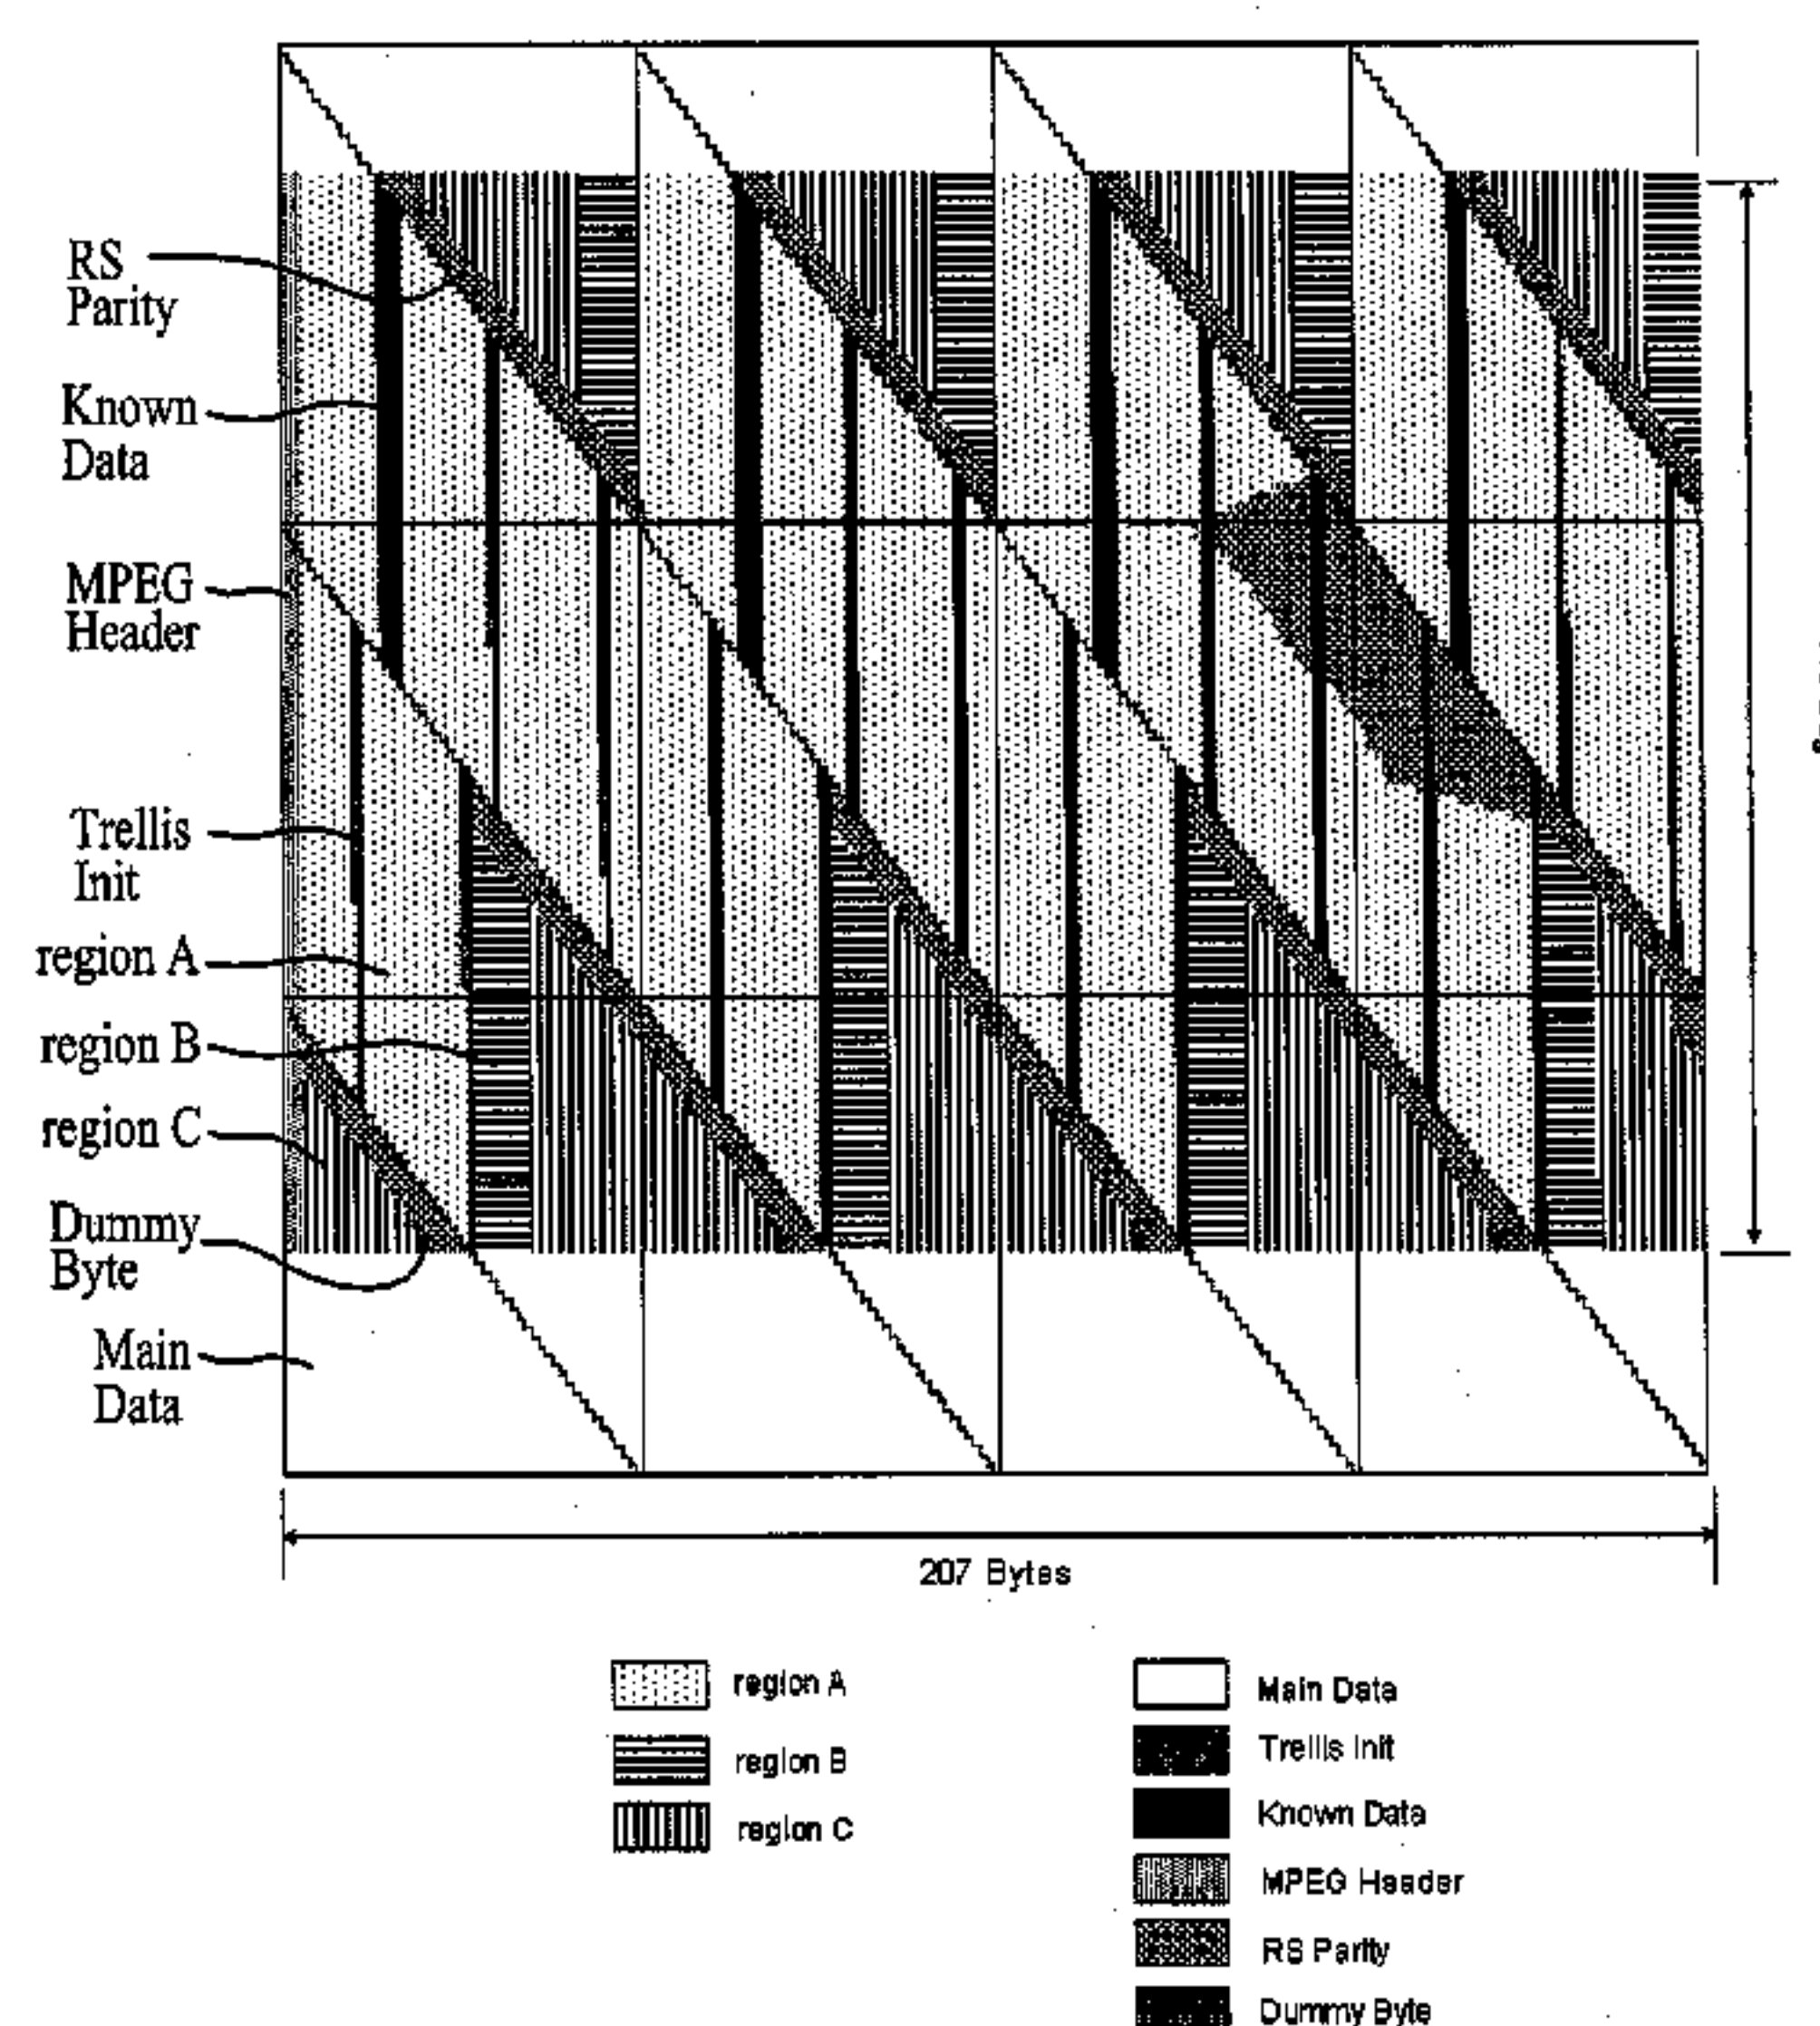 RS
Parity
Known
Data
MPEG
Header
Trellis
Init
region A
region B
region C
Dummy
Byte
Main
Data
207 Bytes
region A
region B
region C
Main Data
Trellis Init
Known Data
MPEG Header
RS Parity
Dummy Byte